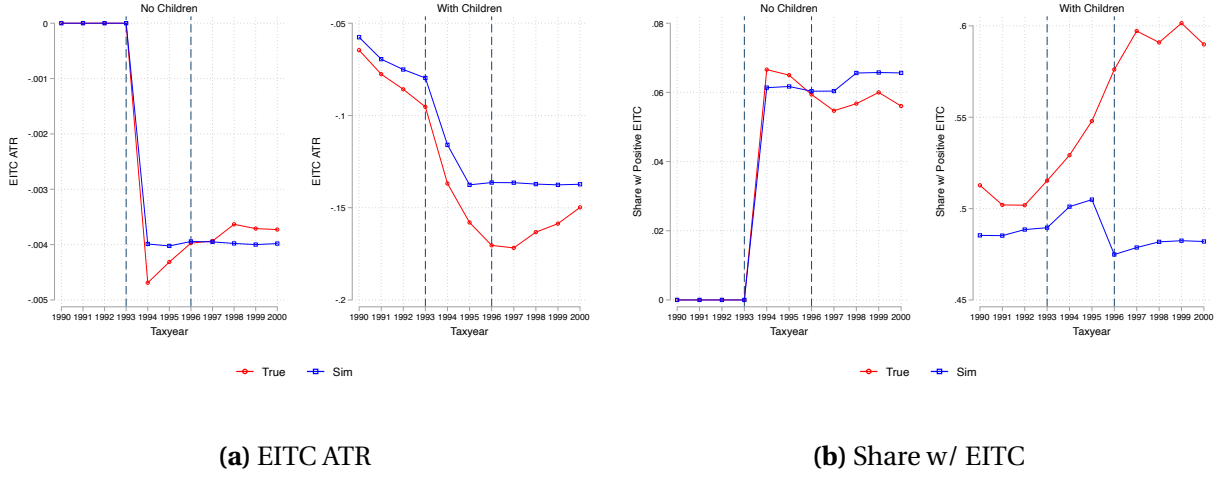 No Children
With Children
No Children
With Children
0
-.001
-.002
-.003
-.004
-.005
EITC ATR
1990 1991 1992 1993 1994 1995 1996 1997 1998 1999 2000
Taxyear
-.05
-.1
-.15
-.2
EITC ATR
1990 1991 1992 1993 1994 1995 1996 1997 1998 1999 2000
Taxyear
True
Sim
.08
.06
.04
.02
0
Share w/ Positive EITC
1990 1991 1992 1993 1994 1995 1996 1997 1998 1999 2000
Taxyear
.6
.55
.5
.45
Share w/ Positive EITC
1990 1991 1992 1993 1994 1995 1996 1997 1998 1999 2000
Taxyear
True
Sim
(a) EITC ATR
(b) Share w/ EITC